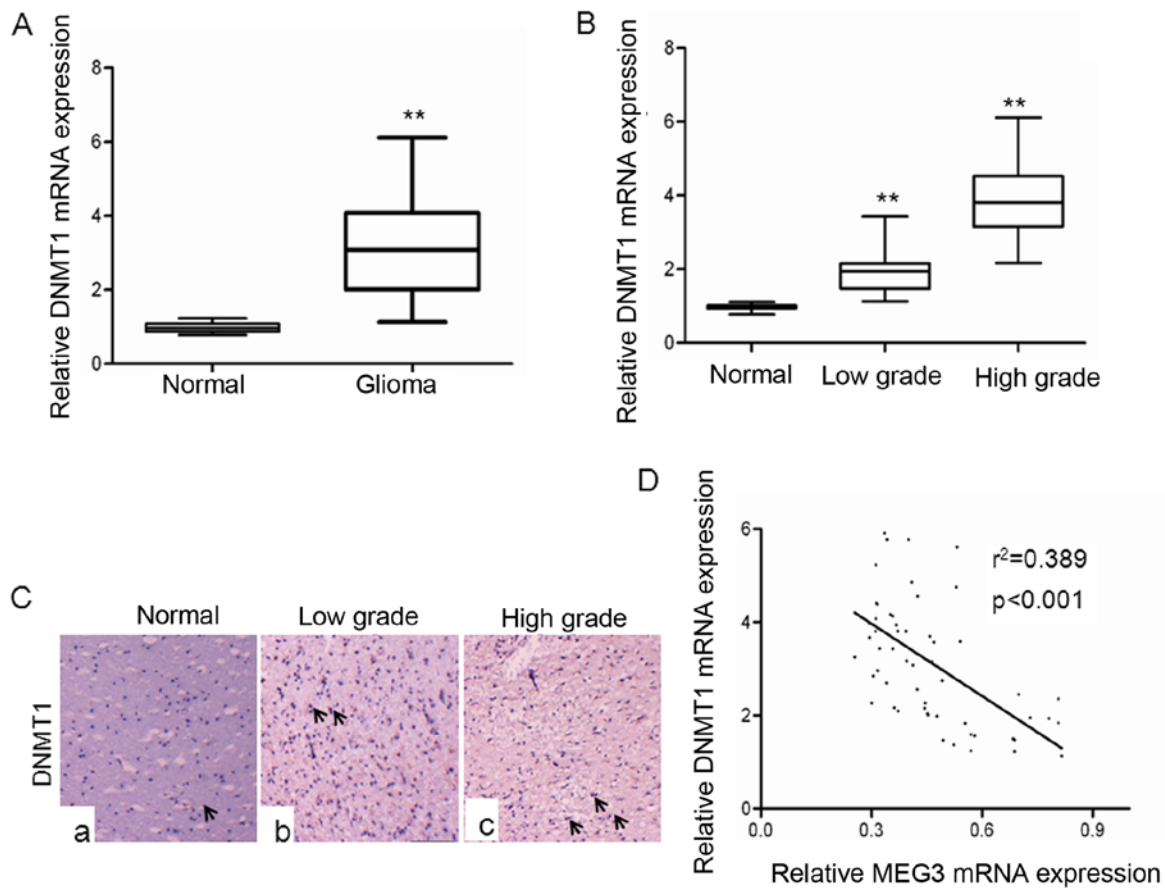 A
Relative DNMT1 mRNA expression
8
6
4
2
0
**
Normal
Glioma
B
Relative DNMT1 mRNA expression
8
6
4
2
0
**
**
Normal
Low grade
High grade
C
DNMT1
Normal
Low grade
High grade
a
b
c
D
Relative DNMT1 mRNA expression
6
4
2
0
r²=0.389
p<0.001
0.0
0.3
0.6
0.9
Relative MEG3 mRNA expression